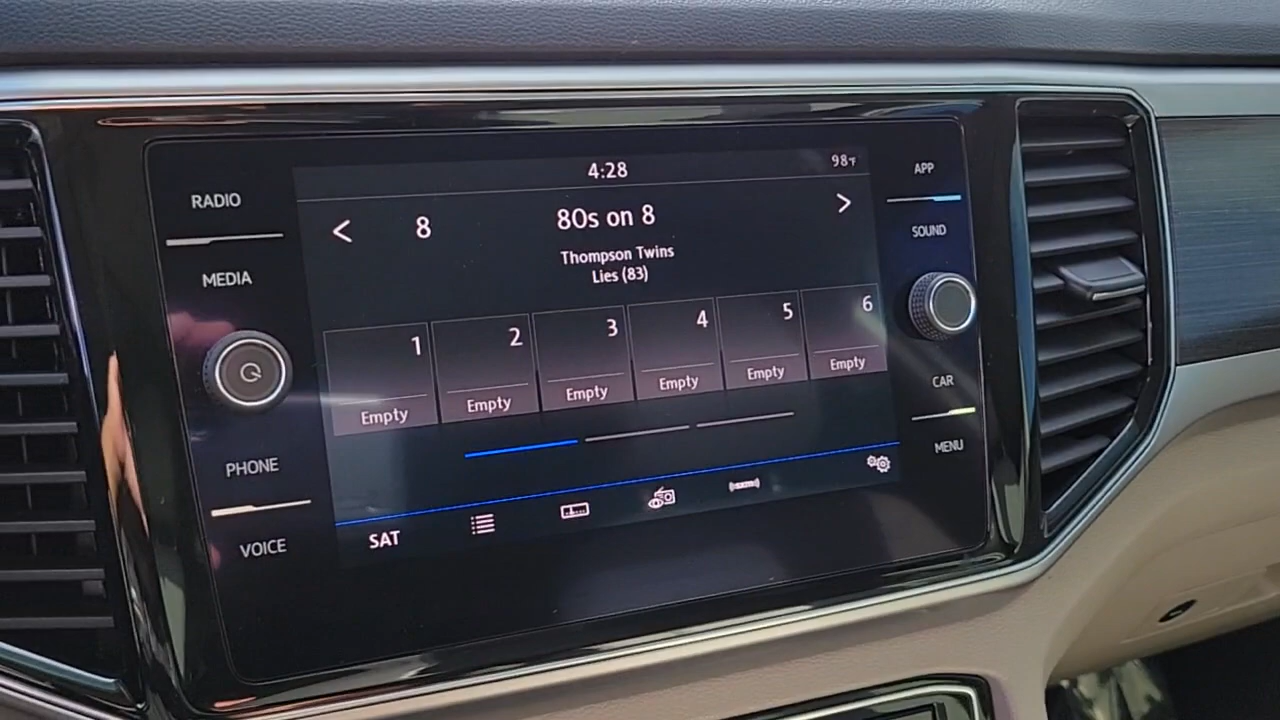 4:28
98°F
8
80s on 8
Thompson Twins
Lies (83)
1
2
3
4
5
6
Empty
Empty
Empty
Empty
Empty
Empty
SAT
RADIO
MEDIA
PHONE
VOICE
APP
SOUND
CAR
MENU